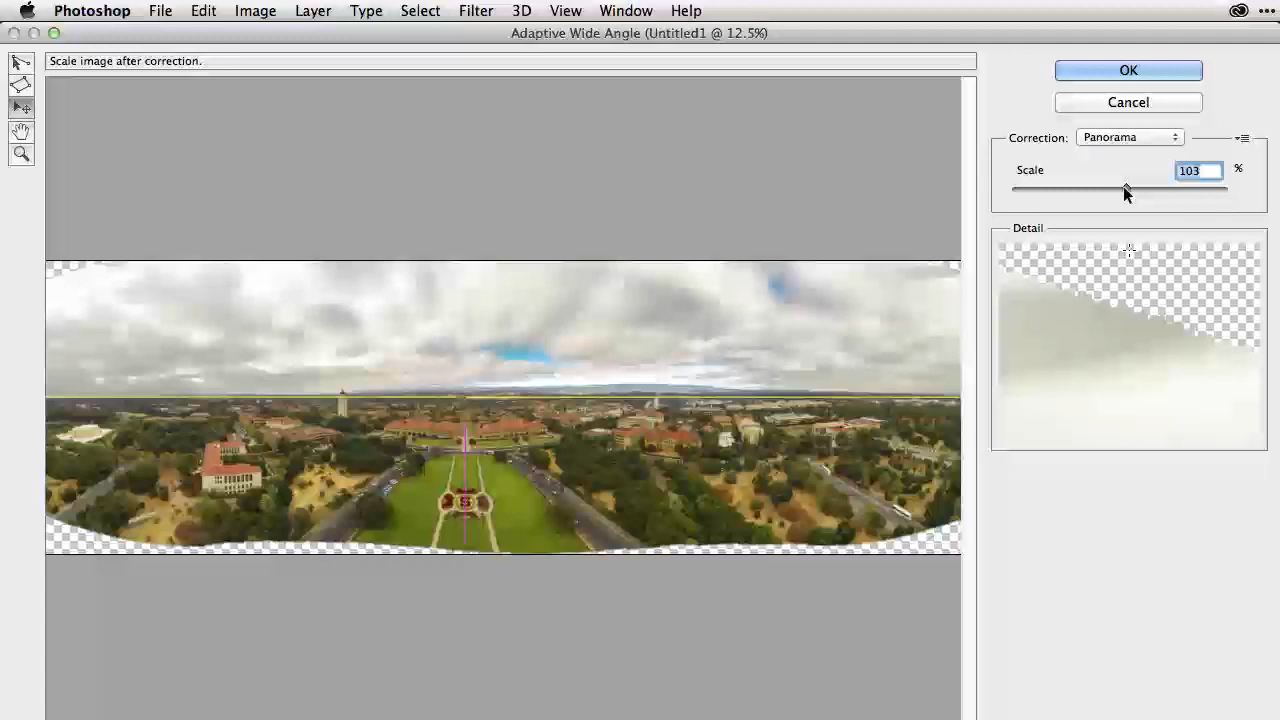 Photoshop File Edit Image Layer Type Select Filter 3D View Window Help
Adaptive Wide Angle (Untitled1 @ 12.5%)
Scale image after correction.
OK
Cancel
Correction: Panorama
Scale 103 %
Detail